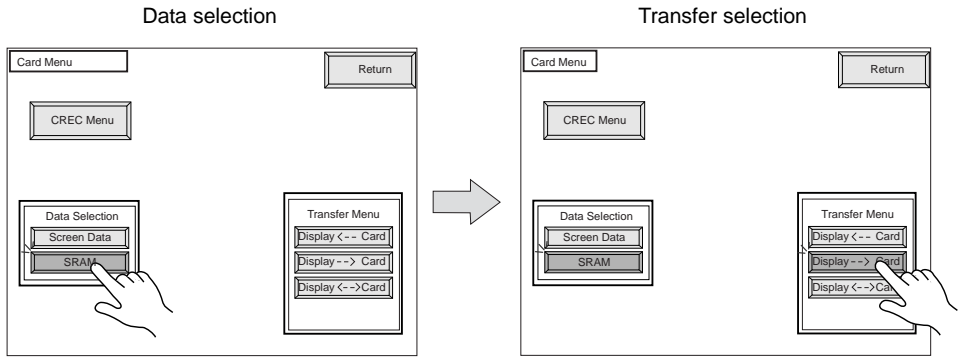 Data selection
Transfer selection
Card Menu
Return
CREC Menu
Data Selection
Screen Data
SRAM
Transfer Menu
Display <-- Card
Display --> Card
Display <-->Card
Card Menu
Return
CREC Menu
Data Selection
Screen Data
SRAM
Transfer Menu
Display <-- Card
Display --> Card
Display <-->Ca